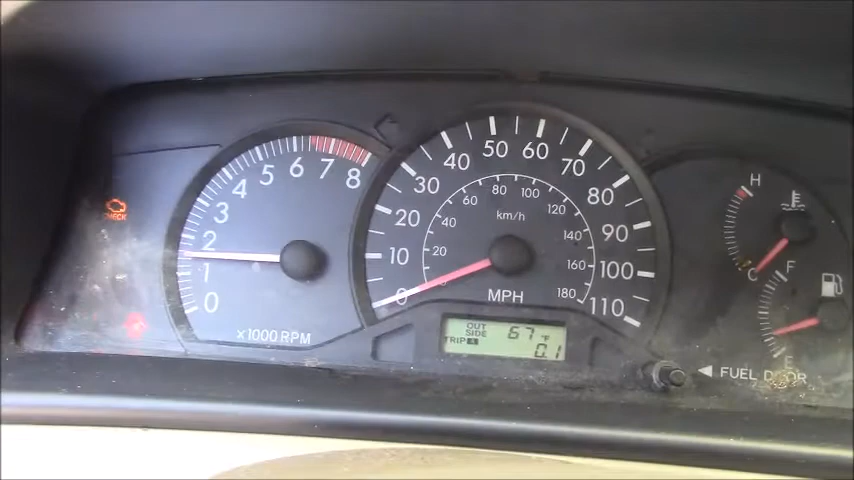 CHECK
0 1 2 3 4 5 6 7 8
x1000 RPM
0 10 20 30 40 50 60 70 80 90 100 110
20 40 60 80 100 120 140 160 180
km/h
MPH
OUT SIDE 67°F
TRIP A 0.1
H
C
F
E
FUEL DOOR